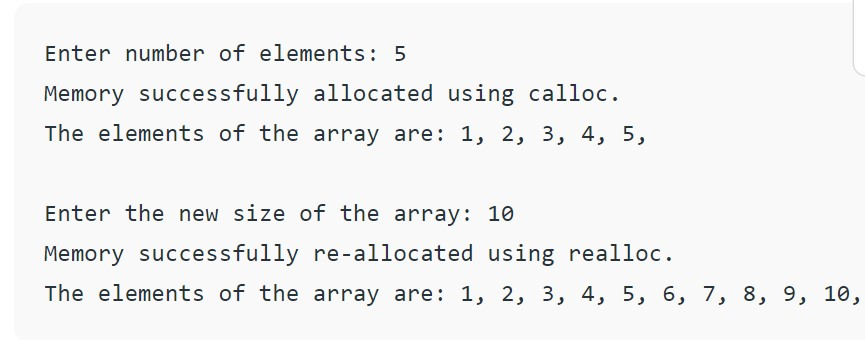 Enter number of elements: 5
Memory successfully allocated using calloc.
The elements of the array are: 1, 2, 3, 4, 5,
Enter the new size of the array: 10
Memory successfully re-allocated using realloc.
The elements of the array are: 1, 2, 3, 4, 5, 6, 7, 8, 9, 10,